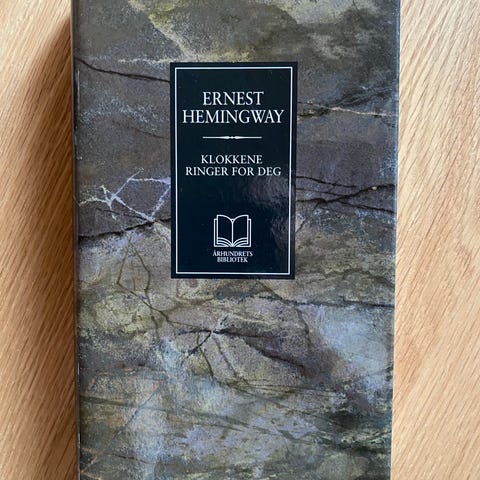 ERNEST
HEMINGWAY
KLOKKENE
RINGER FOR DEG
ÅRHUNDRETS
BIBLIOTEK